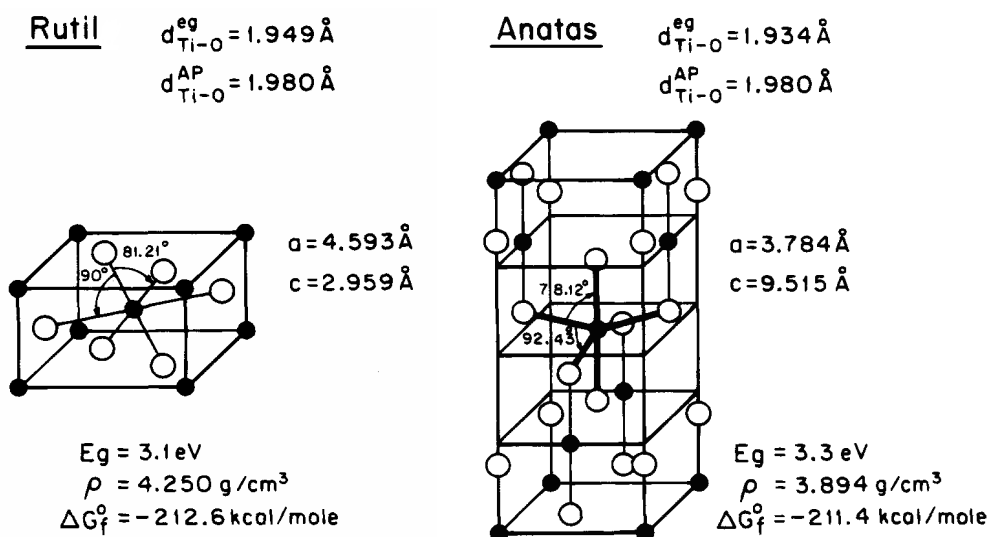 Rutil
d^eg_Ti-O = 1.949 Å
d^AP_Ti-O = 1.980 Å
81.21°
90°
a = 4.593 Å
c = 2.959 Å
Eg = 3.1 eV
ρ = 4.250 g/cm³
ΔG°f = -212.6 kcal/mole
Anatas
d^eg_Ti-O = 1.934 Å
d^AP_Ti-O = 1.980 Å
78.12°
92.43°
a = 3.784 Å
c = 9.515 Å
Eg = 3.3 eV
ρ = 3.894 g/cm³
ΔG°f = -211.4 kcal/mole